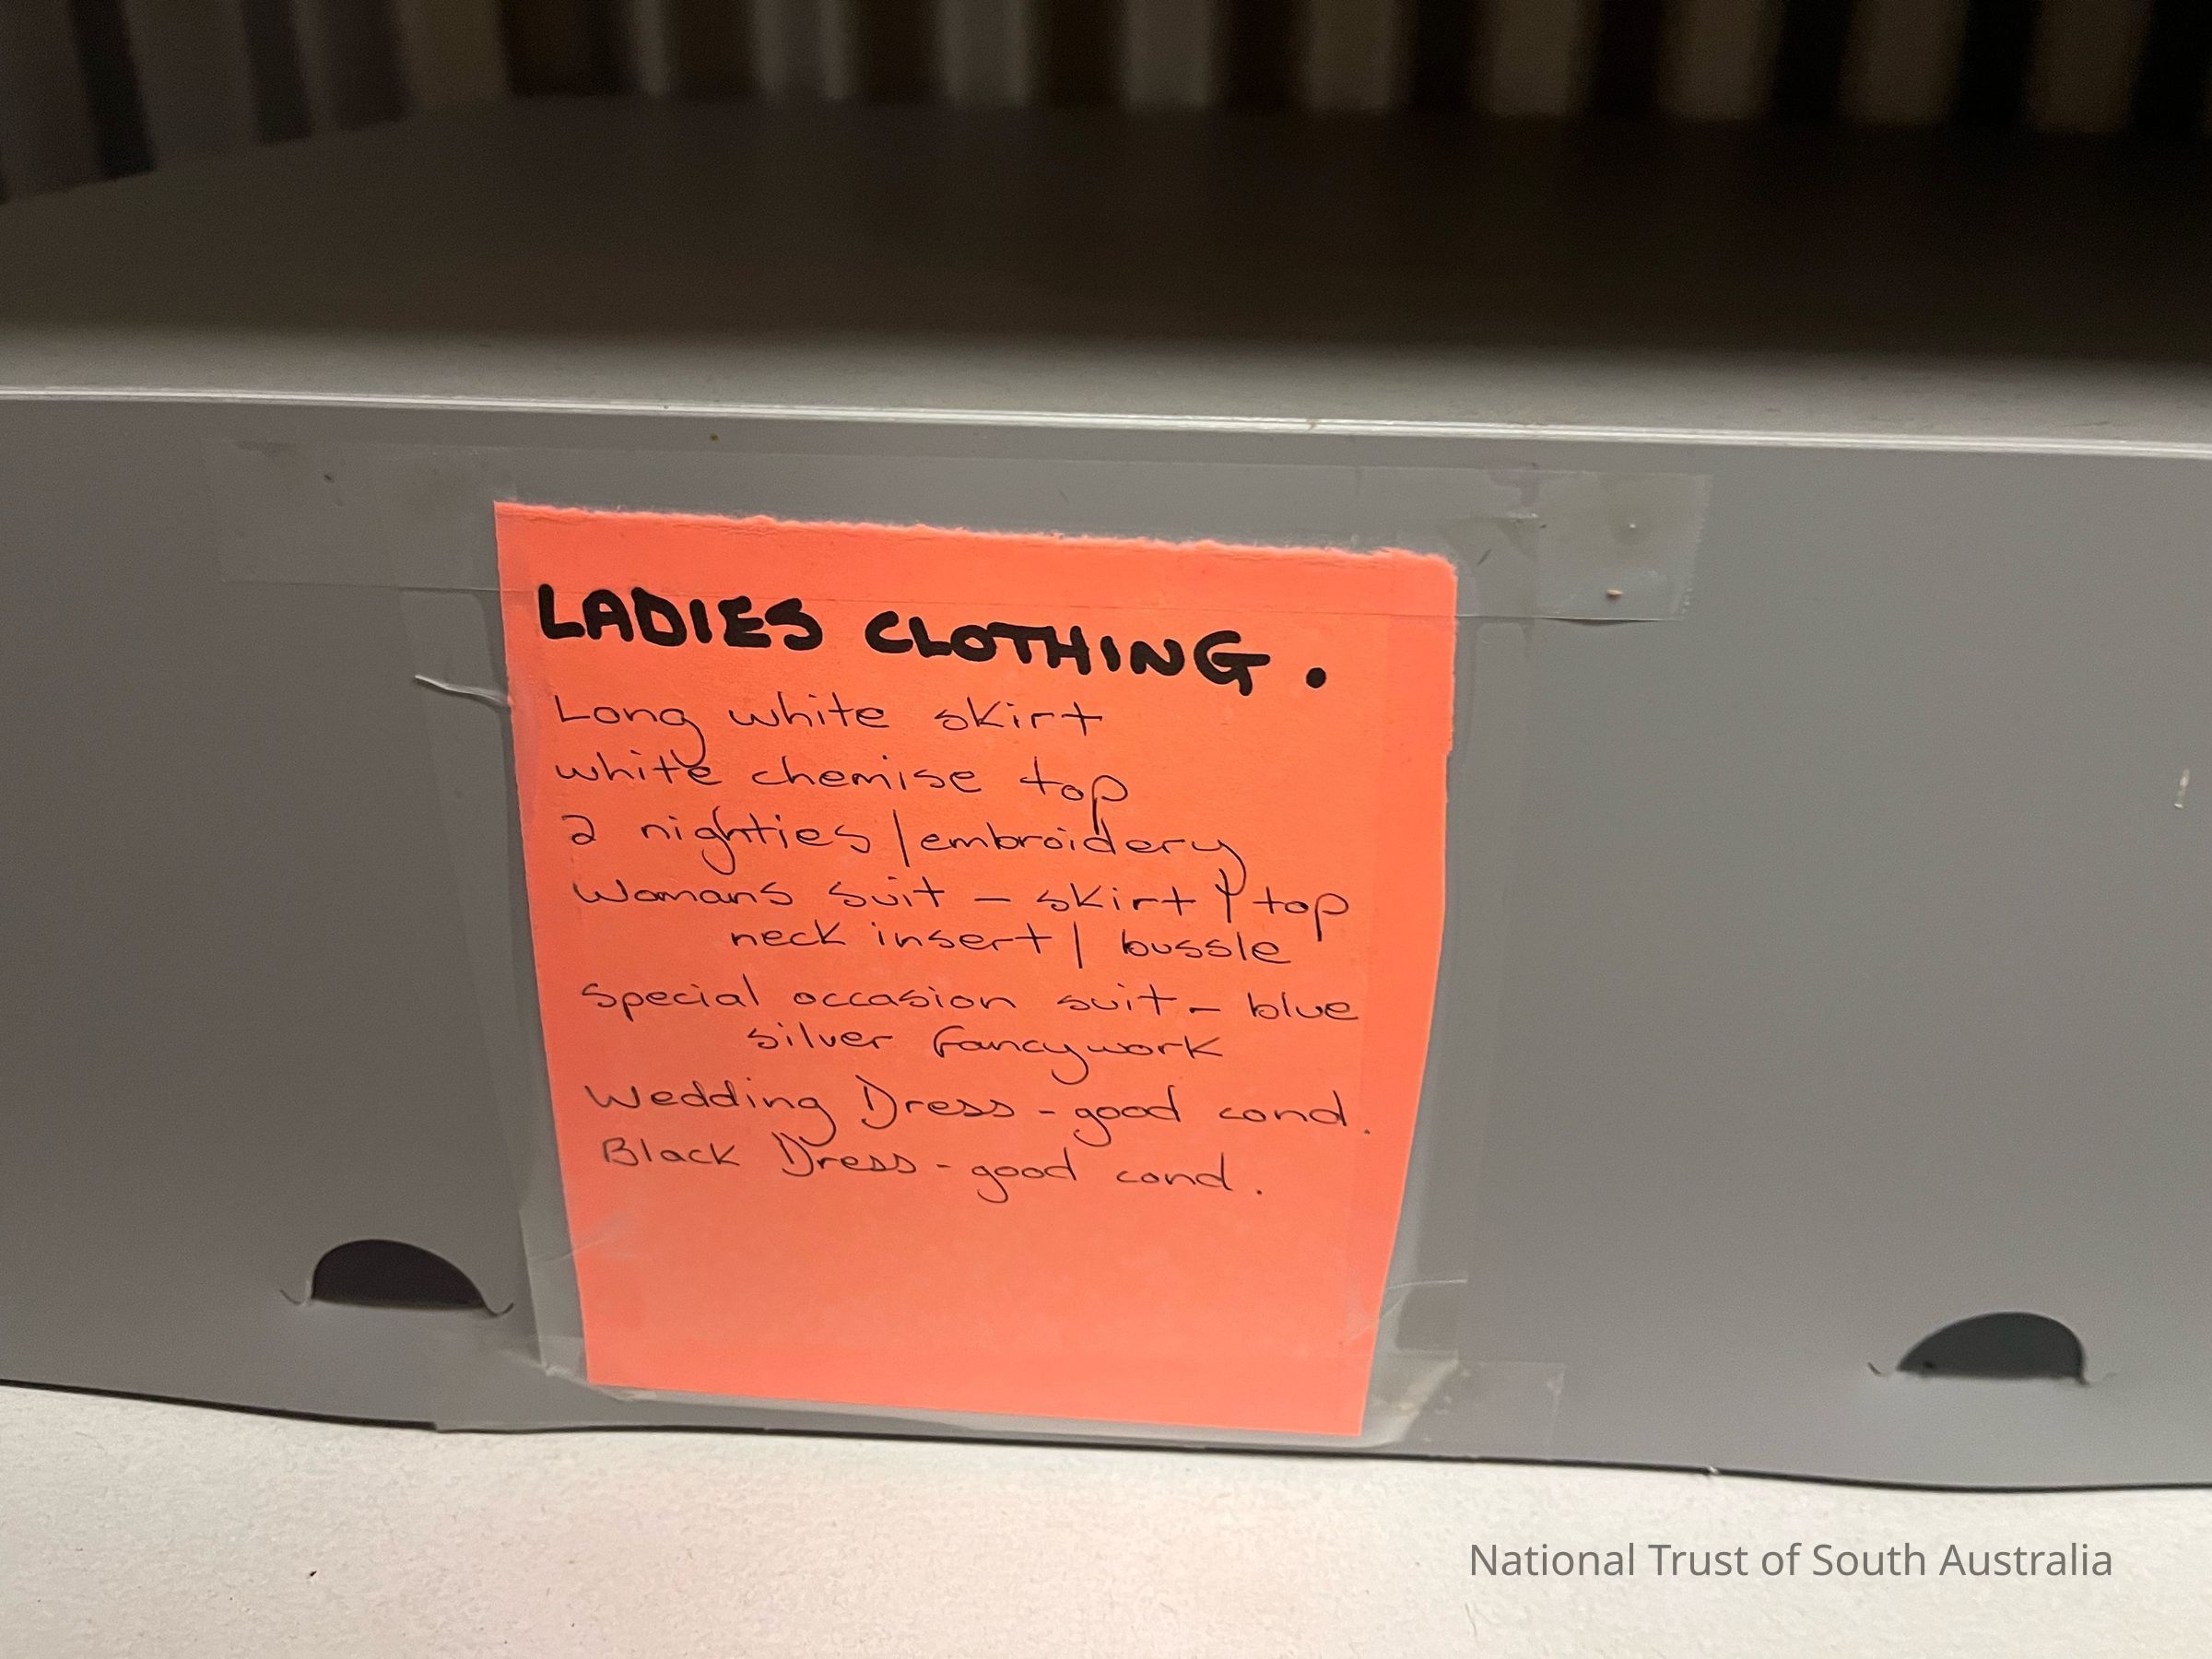 LADIES CLOTHING.
Long white skirt
white chemise top
2 nighties/embroidery
Womans suit - skirt + top
neck insert/ bussle
Special occasion suit - blue
silver fancywork
Wedding Dress - good cond.
Black Dress - good cond.
National Trust of South Australia